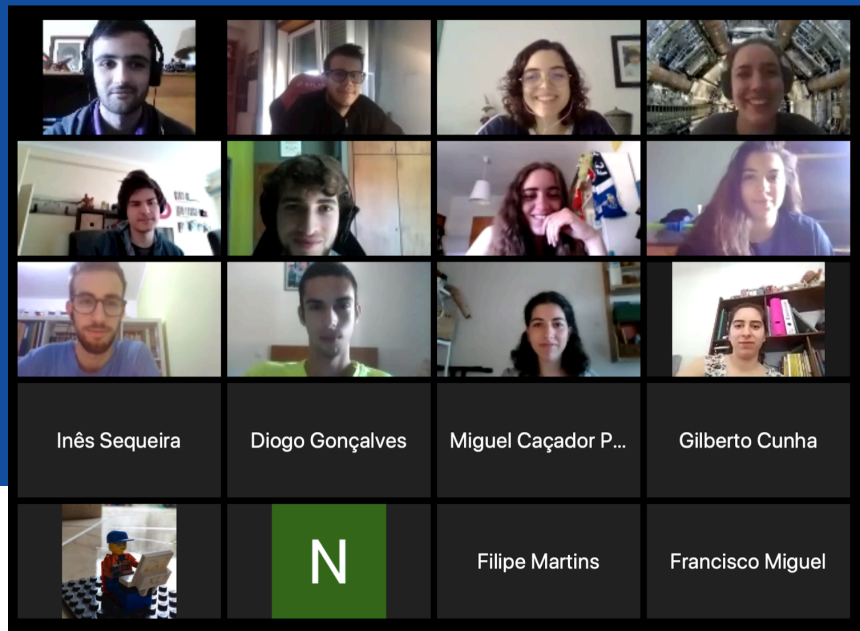 Inês Sequeira
Diogo Gonçalves
Miguel Caçador P...
Gilberto Cunha
N
Filipe Martins
Francisco Miguel